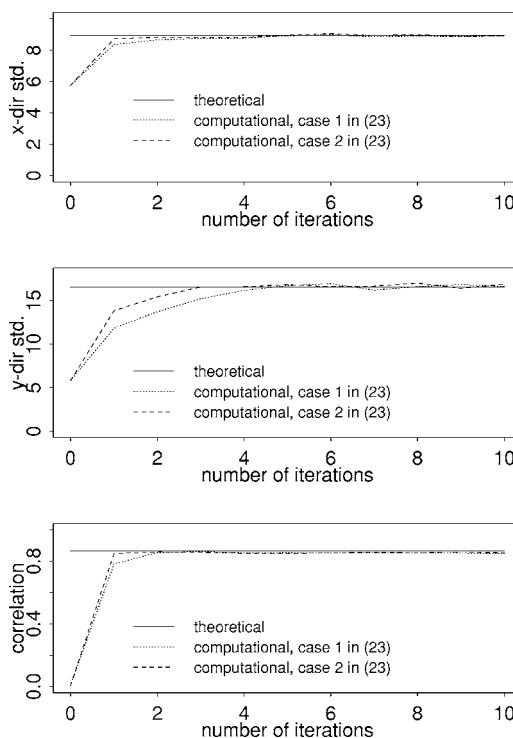 x-dir std.
8
6
4
2
0
theoretical
computational, case 1 in (23)
computational, case 2 in (23)
0 2 4 6 8 10
number of iterations
y-dir std.
15
10
5
0
theoretical
computational, case 1 in (23)
computational, case 2 in (23)
0 2 4 6 8 10
number of iterations
correlation
0.8
0.4
0.0
theoretical
computational, case 1 in (23)
computational, case 2 in (23)
0 2 4 6 8 10
number of iterations